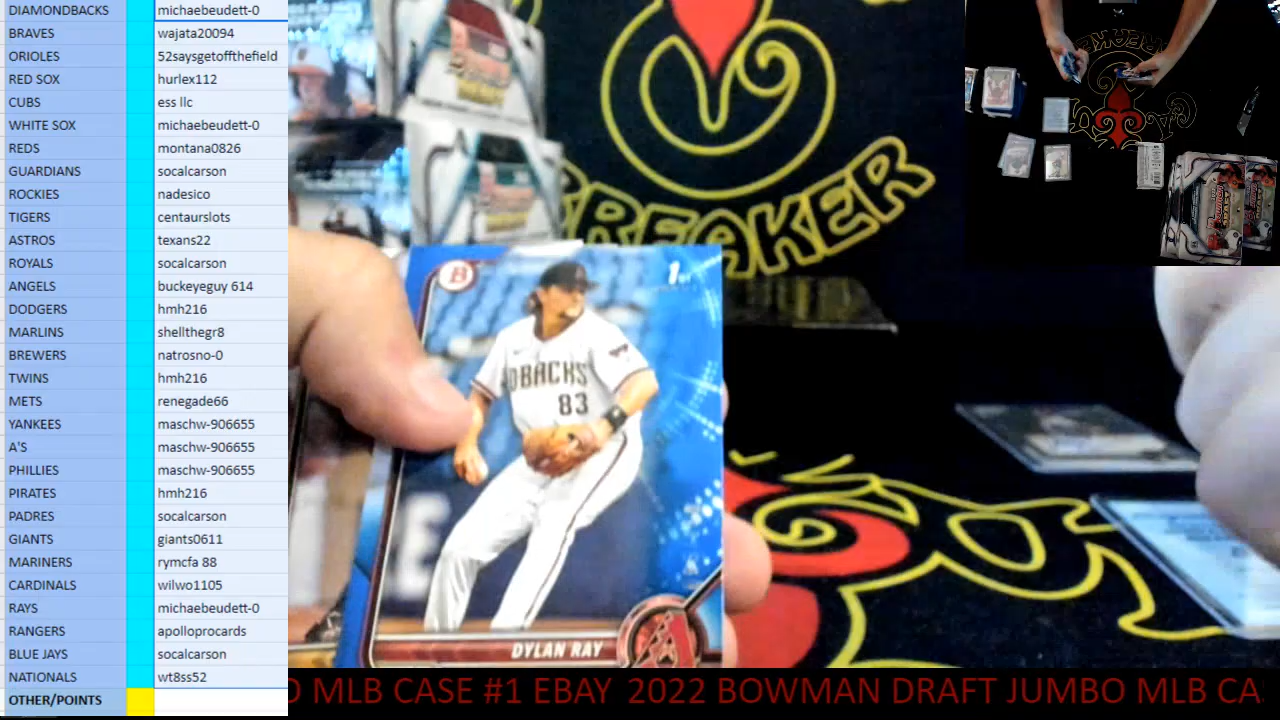 DIAMONDBACKS michaebeudett-0
BRAVES wajata20094
ORIOLES 52saysgetoffthefield
RED SOX hurlex112
CUBS ess llc
WHITE SOX michaebeudett-0
REDS montana0826
GUARDIANS socalcarson
ROCKIES nadesico
TIGERS centaurslots
ASTROS texans22
ROYALS socalcarson
ANGELS buckeyeguy 614
DODGERS hmh216
MARLINS shellthegr8
BREWERS natrosno-0
TWINS hmh216
METS renegade66
YANKEES maschw-906655
A'S maschw-906655
PHILLIES maschw-906655
PIRATES hmh216
PADRES socalcarson
GIANTS giants0611
MARINERS rymcfa 88
CARDINALS wilwo1105
RAYS michaebeudett-0
RANGERS apolloprocards
BLUE JAYS socalcarson
NATIONALS wt8ss52
OTHER/POINTS
BREAKER
B
1ST
DBACKS
83
DYLAN RAY
O MLB CASE #1 EBAY 2022 BOWMAN DRAFT JUMBO MLB CA